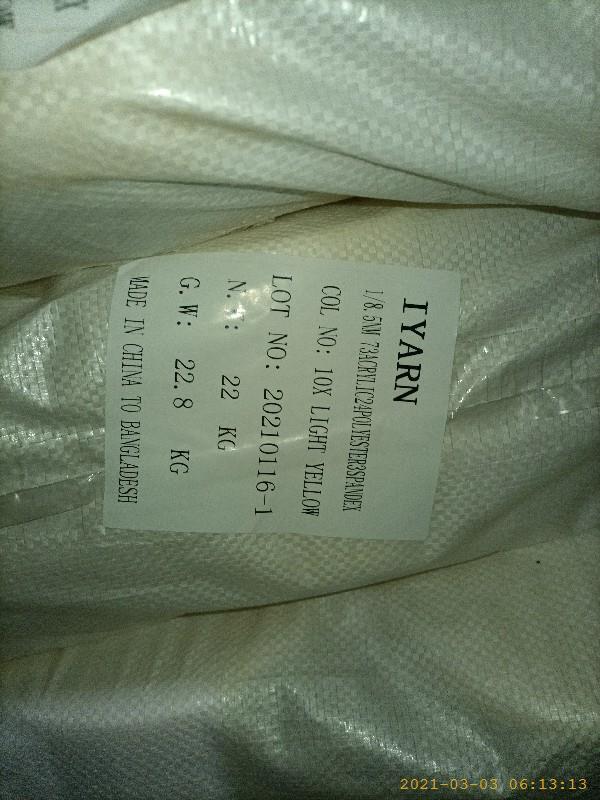 IYARN
1/8.5NM 73ACRYLIC24POLYESTER3SPANDEX
COL NO: 10X LIGHT YELLOW
LOT NO: 20210116-1
22 KG
G.W: 22.8 KG
MADE IN CHINA TO BANGLADESH
2021-03-03 06:13:13